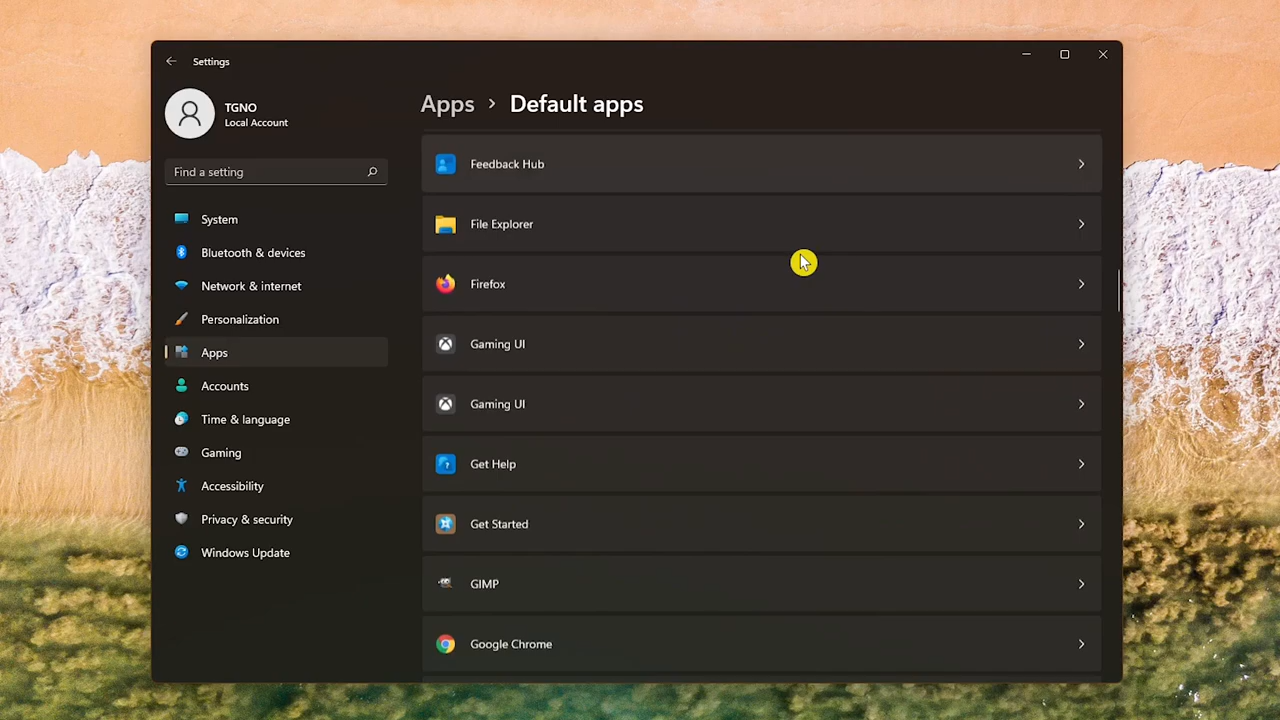 Settings
TGNO
Local Account
Find a setting
System
Bluetooth & devices
Network & internet
Personalization
Apps
Accounts
Time & language
Gaming
Accessibility
Privacy & security
Windows Update
Apps > Default apps
Feedback Hub
File Explorer
Firefox
Gaming UI
Gaming UI
Get Help
Get Started
GIMP
Google Chrome